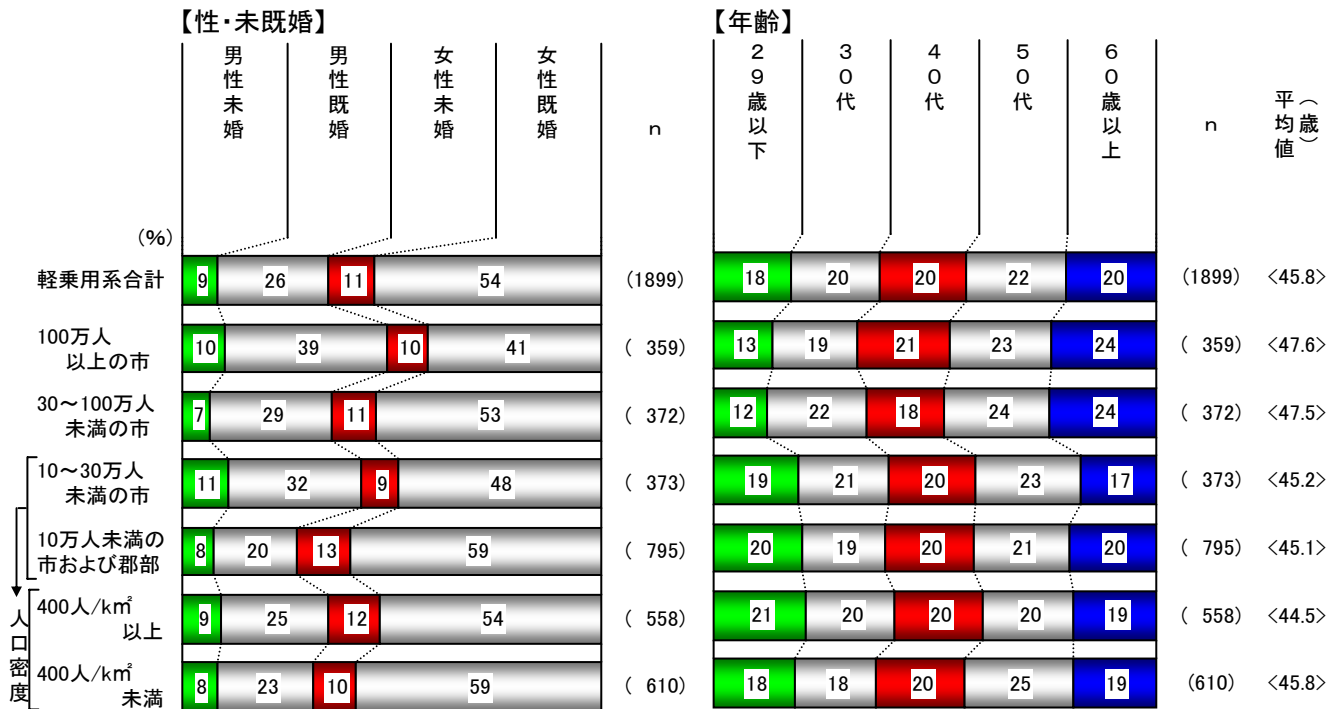 【性・未既婚】
男性未婚
男性既婚
女性未婚
女性既婚
n
【年齢】
29歳以下
30代
40代
50代
60歳以上
n
平均値
(歳)
(%)
軽乗用系合計 9 26 11 54 (1899) 18 20 20 22 20 (1899) <45.8>
100万人
以上の市 10 39 10 41 ( 359) 13 19 21 23 24 ( 359) <47.6>
30～100万人
未満の市 7 29 11 53 ( 372) 12 22 18 24 24 ( 372) <47.5>
10～30万人
未満の市 11 32 9 48 ( 373) 19 21 20 23 17 ( 373) <45.2>
10万人未満の
市および郡部 8 20 13 59 ( 795) 20 19 20 21 20 ( 795) <45.1>
人口密度
400人/k㎡
以上 9 25 12 54 ( 558) 21 20 20 20 19 ( 558) <44.5>
400人/k㎡
未満 8 23 10 59 ( 610) 18 18 20 25 19 (610) <45.8>